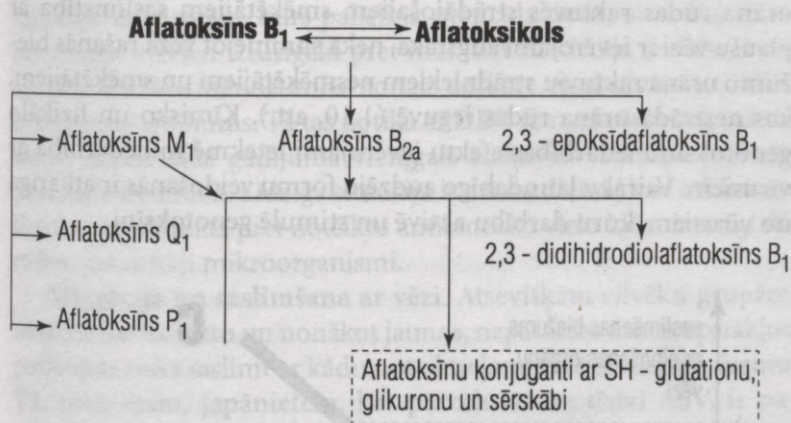 Aflatoksīns B₁ ⇌ Aflatoksikols
Aflatoksīns M₁ Aflatoksīns B₂ₐ 2,3 - epoksīdaflatoksīns B₁
Aflatoksīns Q₁
2,3 - didihidrodiolaflatoksīns B₁
Aflatoksīns P₁
Aflatoksīnu konjuganti ar SH - glutationu,
glikuronu un sērskābi